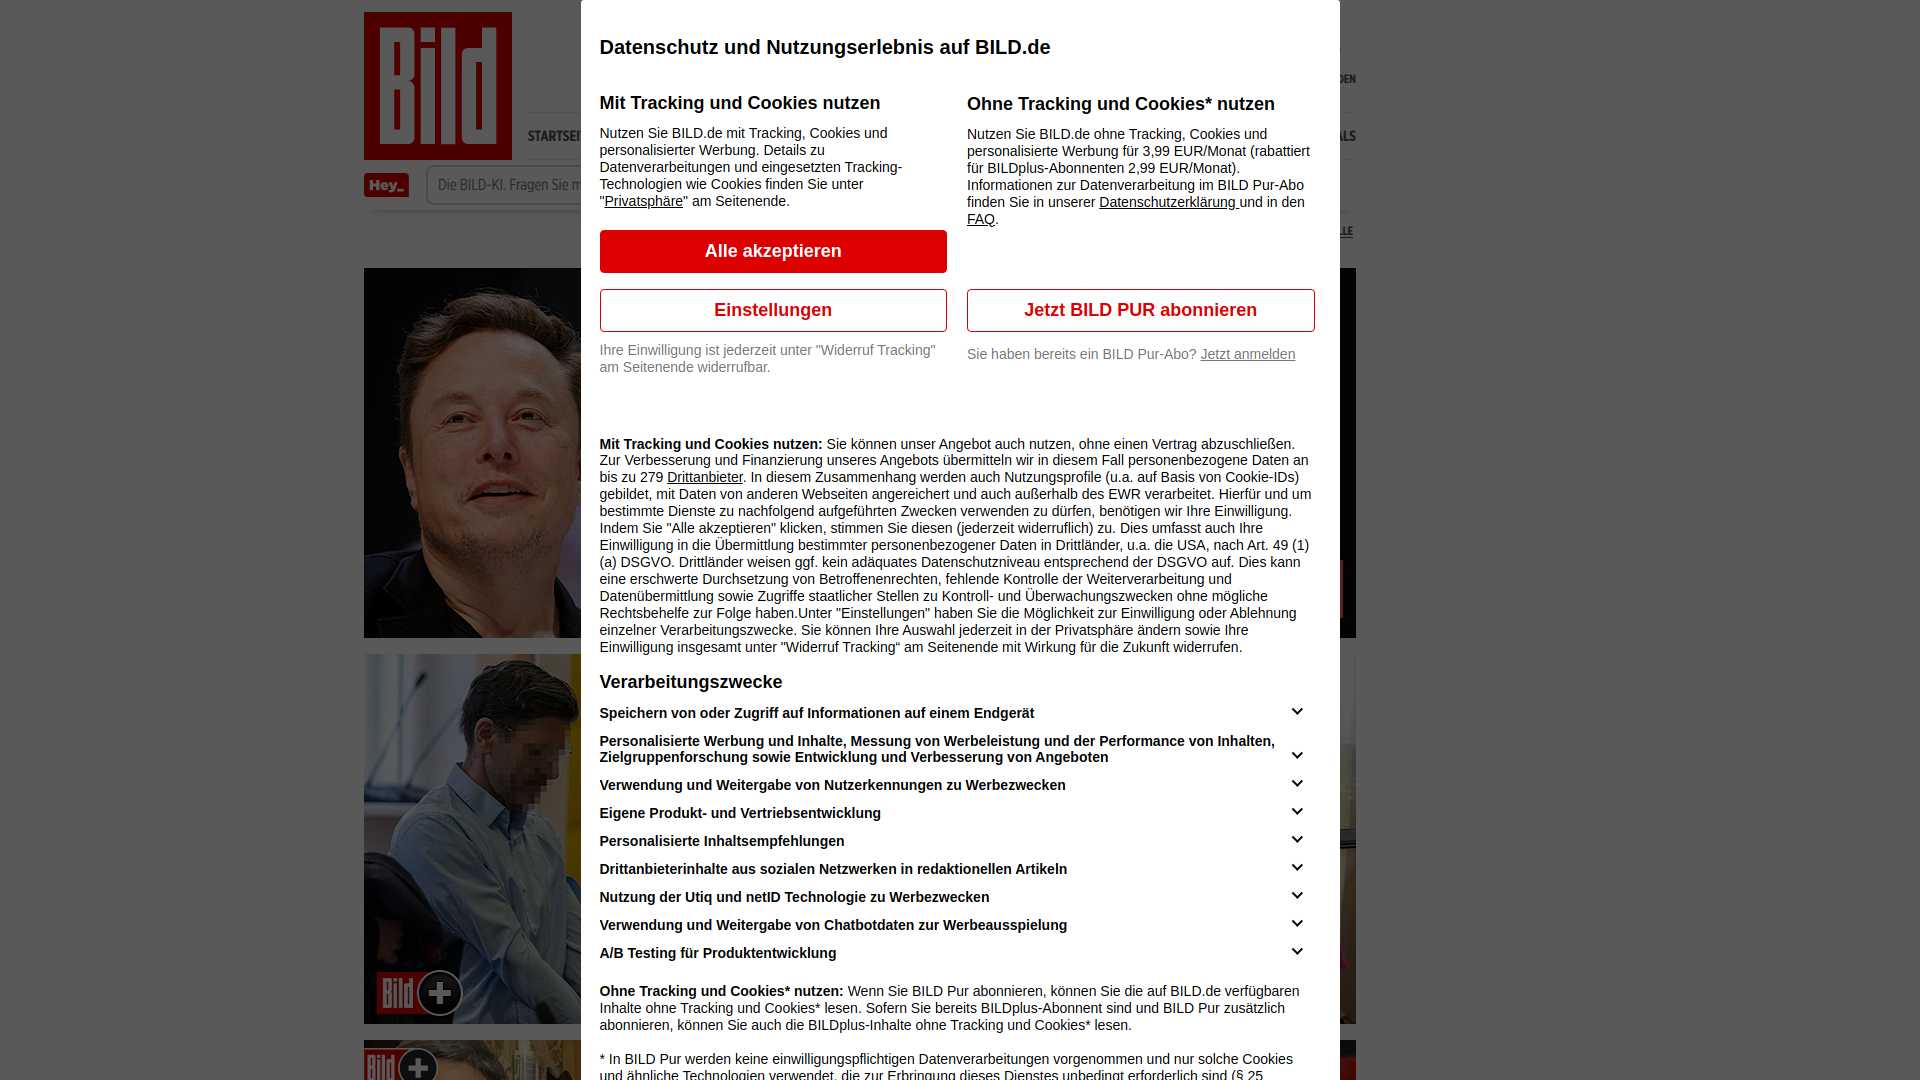 Bild
Datenschutz und Nutzungserlebnis auf BILD.de
DEN
STARTSEI
ALS
Hey_
Die BILD-KI. Fragen Sie m
LLE
Mit Tracking und Cookies nutzen
Nutzen Sie BILD.de mit Tracking, Cookies und
personalisierter Werbung. Details zu
Datenverarbeitungen und eingesetzten Tracking-
Technologien wie Cookies finden Sie unter
"Privatsphäre" am Seitenende.
Alle akzeptieren
Einstellungen
Ihre Einwilligung ist jederzeit unter "Widerruf Tracking"
am Seitenende widerrufbar.
Ohne Tracking und Cookies* nutzen
Nutzen Sie BILD.de ohne Tracking, Cookies und
personalisierte Werbung für 3,99 EUR/Monat (rabattiert
für BILDplus-Abonnenten 2,99 EUR/Monat).
Informationen zur Datenverarbeitung im BILD Pur-Abo
finden Sie in unserer Datenschutzerklärung und in den
FAQ.
Jetzt BILD PUR abonnieren
Sie haben bereits ein BILD Pur-Abo? Jetzt anmelden
Mit Tracking und Cookies nutzen: Sie können unser Angebot auch nutzen, ohne einen Vertrag abzuschließen.
Zur Verbesserung und Finanzierung unseres Angebots übermitteln wir in diesem Fall personenbezogene Daten an
bis zu 279 Drittanbieter. In diesem Zusammenhang werden auch Nutzungsprofile (u.a. auf Basis von Cookie-IDs)
gebildet, mit Daten von anderen Webseiten angereichert und auch außerhalb des EWR verarbeitet. Hierfür und um
bestimmte Dienste zu nachfolgend aufgeführten Zwecken verwenden zu dürfen, benötigen wir Ihre Einwilligung.
Indem Sie "Alle akzeptieren" klicken, stimmen Sie diesen (jederzeit widerruflich) zu. Dies umfasst auch Ihre
Einwilligung in die Übermittlung bestimmter personenbezogener Daten in Drittländer, u.a. die USA, nach Art. 49 (1)
(a) DSGVO. Drittländer weisen ggf. kein adäquates Datenschutzniveau entsprechend der DSGVO auf. Dies kann
eine erschwerte Durchsetzung von Betroffenenrechten, fehlende Kontrolle der Weiterverarbeitung und
Datenübermittlung sowie Zugriffe staatlicher Stellen zu Kontroll- und Überwachungszwecken ohne mögliche
Rechtsbehelfe zur Folge haben.Unter "Einstellungen" haben Sie die Möglichkeit zur Einwilligung oder Ablehnung
einzelner Verarbeitungszwecke. Sie können Ihre Auswahl jederzeit in der Privatsphäre ändern sowie Ihre
Einwilligung insgesamt unter "Widerruf Tracking“ am Seitenende mit Wirkung für die Zukunft widerrufen.
Verarbeitungszwecke
Speichern von oder Zugriff auf Informationen auf einem Endgerät
Personalisierte Werbung und Inhalte, Messung von Werbeleistung und der Performance von Inhalten,
Zielgruppenforschung sowie Entwicklung und Verbesserung von Angeboten
Verwendung und Weitergabe von Nutzerkennungen zu Werbezwecken
Eigene Produkt- und Vertriebsentwicklung
Personalisierte Inhaltsempfehlungen
Drittanbieterinhalte aus sozialen Netzwerken in redaktionellen Artikeln
Nutzung der Utiq und netID Technologie zu Werbezwecken
Verwendung und Weitergabe von Chatbotdaten zur Werbeausspielung
A/B Testing für Produktentwicklung
Bild +
Ohne Tracking und Cookies* nutzen: Wenn Sie BILD Pur abonnieren, können Sie die auf BILD.de verfügbaren
Inhalte ohne Tracking und Cookies* lesen. Sofern Sie bereits BILDplus-Abonnent sind und BILD Pur zusätzlich
abonnieren, können Sie auch die BILDplus-Inhalte ohne Tracking und Cookies* lesen.
Bild +
* In BILD Pur werden keine einwilligungspflichtigen Datenverarbeitungen vorgenommen und nur solche Cookies
und ähnliche Technologien verwendet, die zur Erbringung dieses Dienstes unbedingt erforderlich sind (§ 25